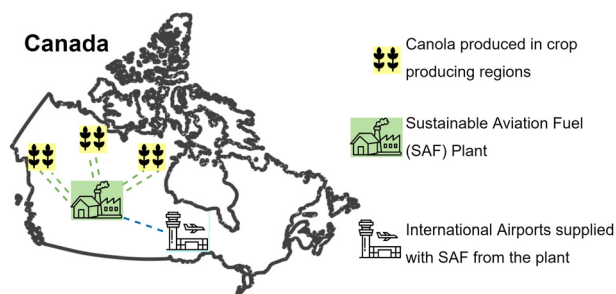 Canada
Canola produced in crop
producing regions
Sustainable Aviation Fuel
(SAF) Plant
International Airports supplied
with SAF from the plant